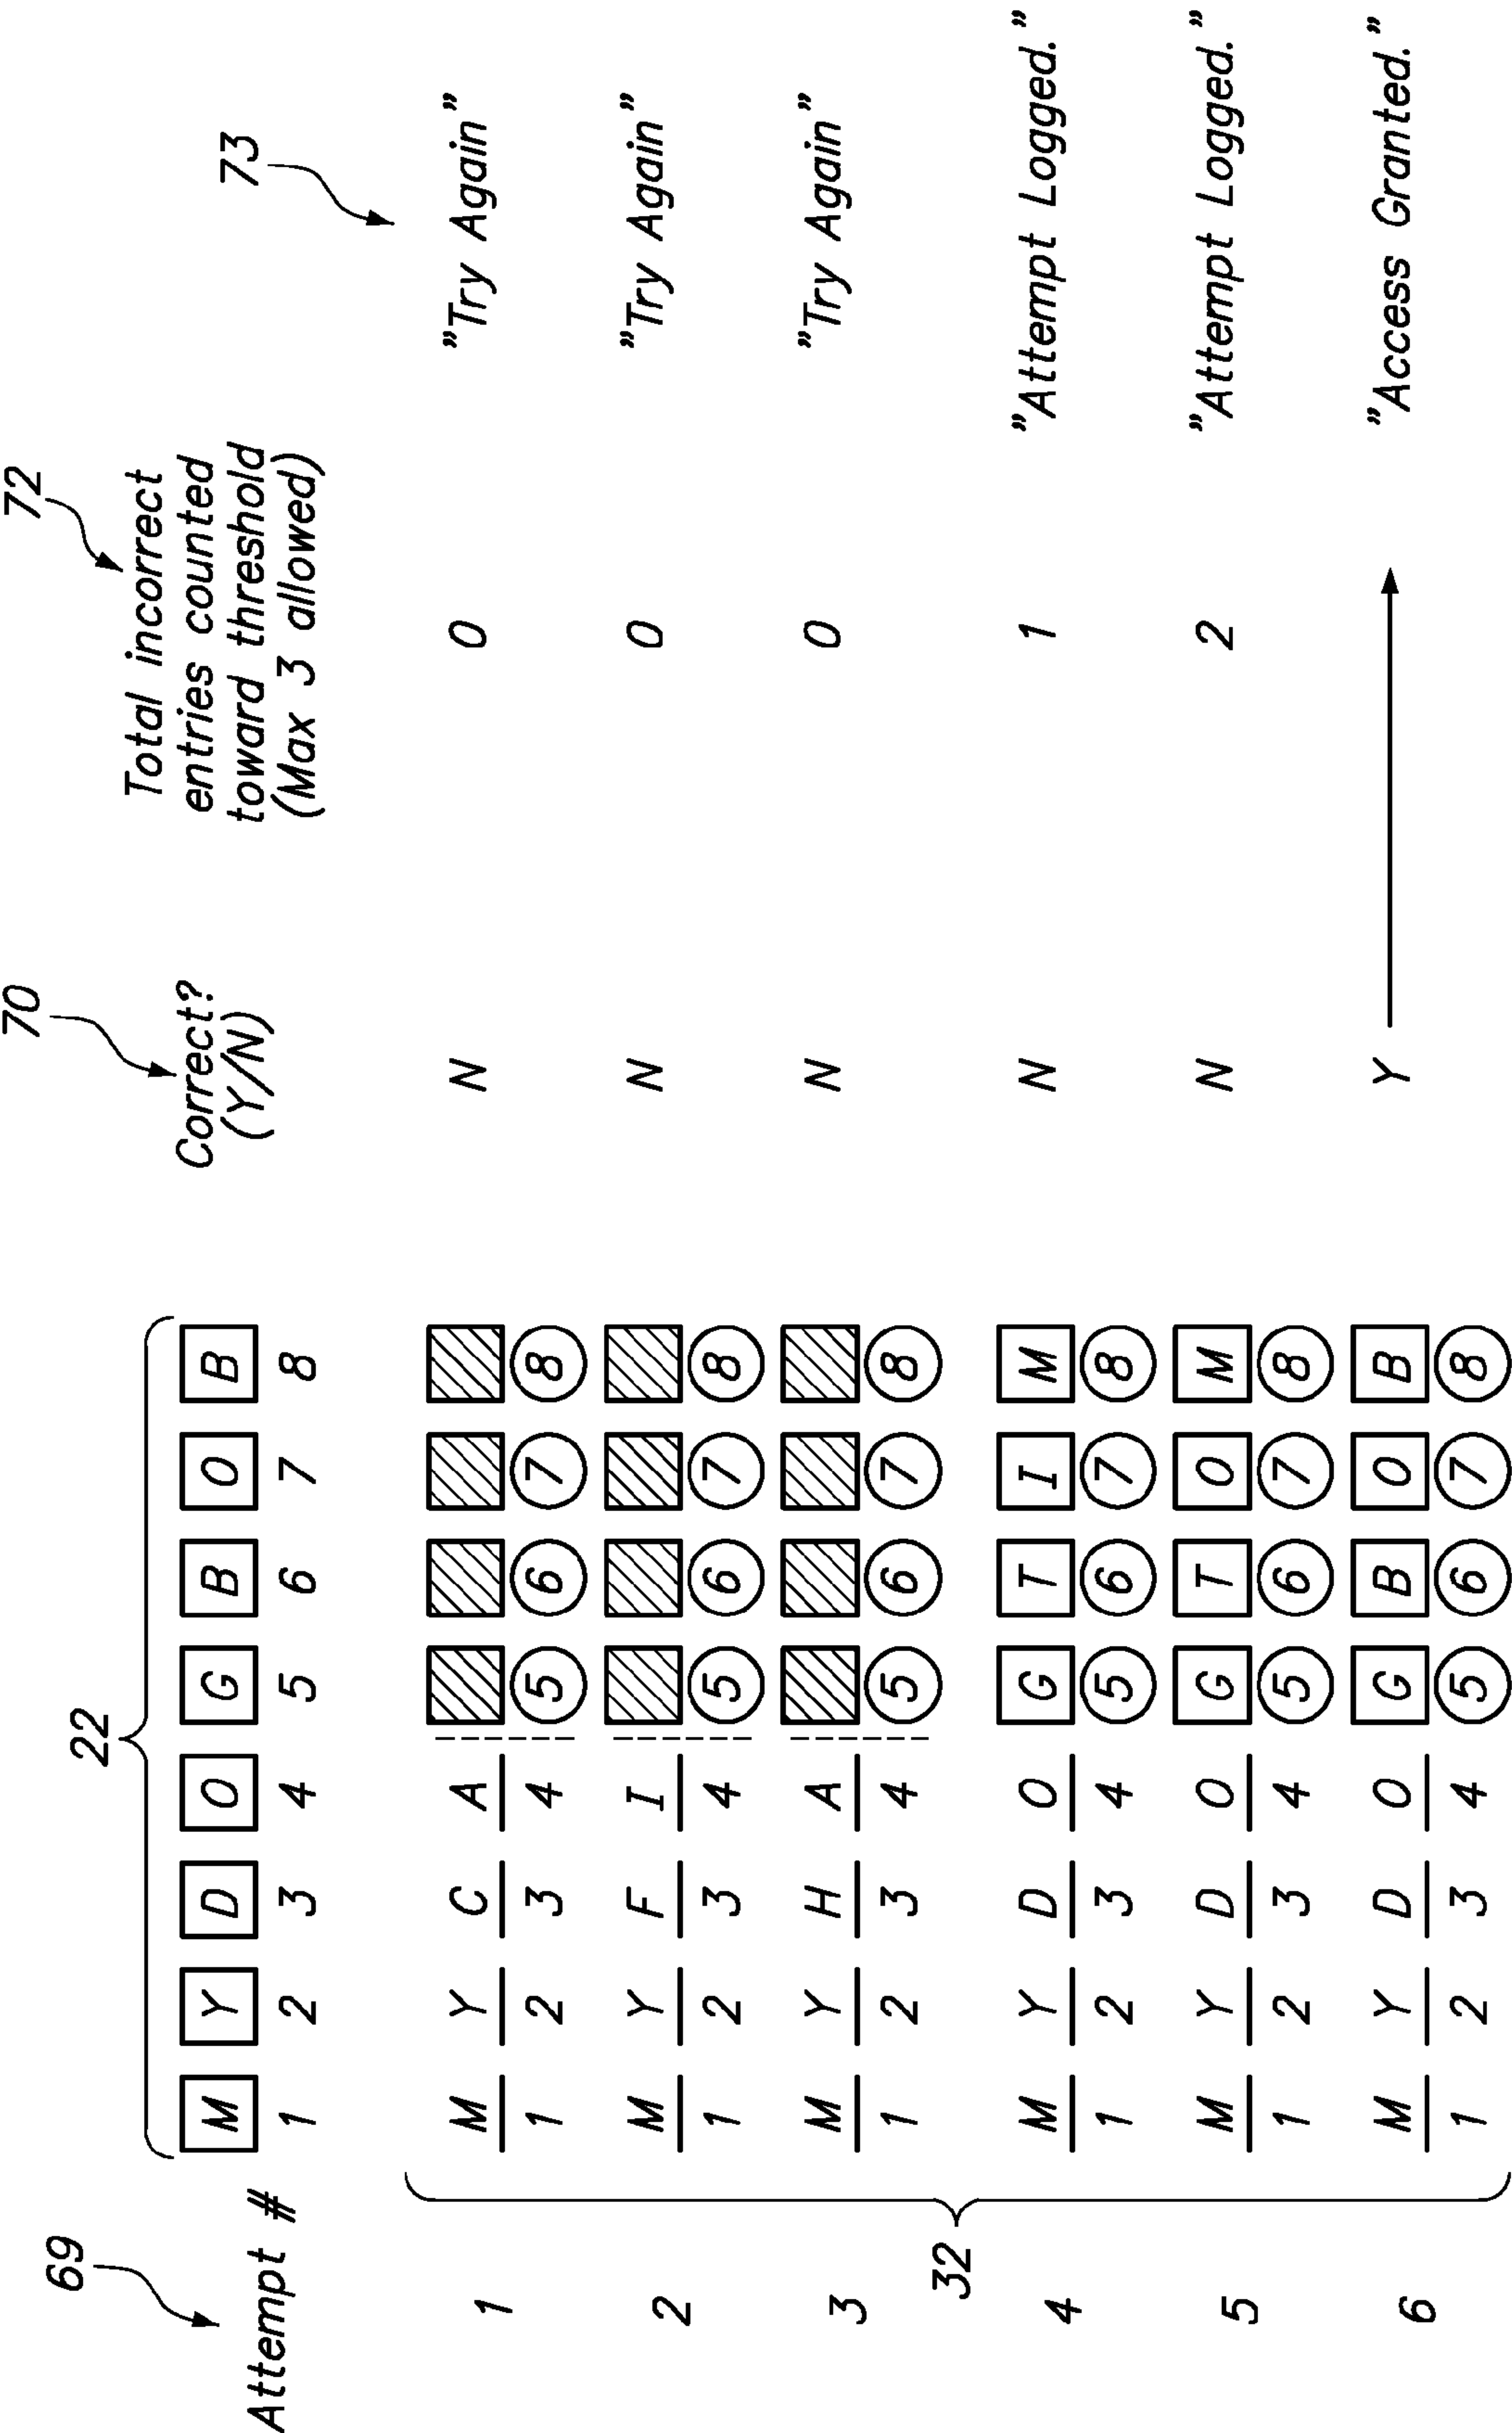 70
72
73
22
69
Attempt #
M Y D O G B O B
1 2 3 4 5 6 7 8
Correct?
(Y/N)
Total incorrect
entries counted
toward threshold
(Max 3 allowed)
1 M Y C A N 0 "Try Again"
1 2 3 4 5 6 7 8
2 M Y F I N 0 "Try Again"
1 2 3 4 5 6 7 8
3 M Y H A N 0 "Try Again"
1 2 3 4 5 6 7 8
32
4 M Y D O G T I M N 1 "Attempt Logged."
1 2 3 4 5 6 7 8
5 M Y D O G T O M N 2 "Attempt Logged."
1 2 3 4 5 6 7 8
6 M Y D O G B O B Y "Access Granted."
1 2 3 4 5 6 7 8